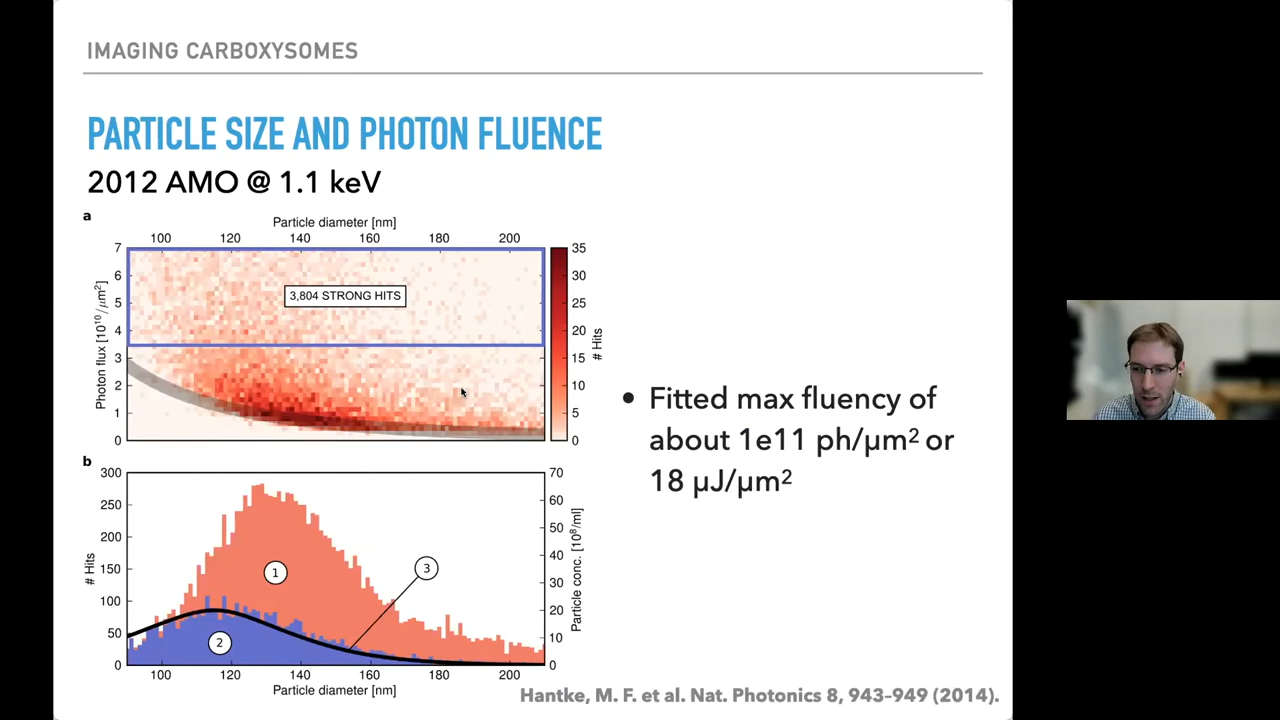 IMAGING CARBOXYSOMES
PARTICLE SIZE AND PHOTON FLUENCE
2012 AMO @ 1.1 keV
a
Particle diameter [nm]
100 120 140 160 180 200
7
6
5
4
3
2
1
0
Photon flux [10¹⁰/μm²]
3,804 STRONG HITS
35
30
25
20
15
10
5
0
# Hits
• Fitted max fluency of
about 1e11 ph/μm² or
18 μJ/μm²
b
300
250
200
150
100
50
0
# Hits
1
2
3
70
60
50
40
30
20
10
0
Particle conc. [10⁸/ml]
100 120 140 160 180 200
Particle diameter [nm]
Hantke, M. F. et al. Nat. Photonics 8, 943–949 (2014).